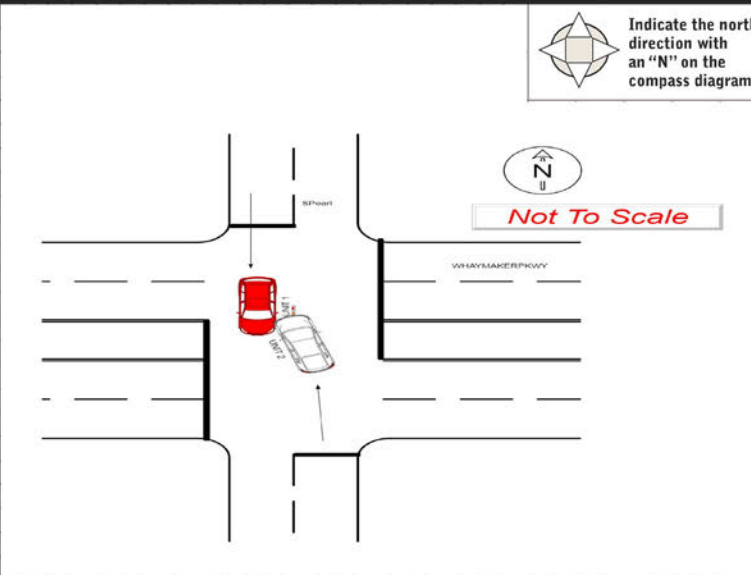 Indicate the north
direction with
an “N” on the
compass diagram
N
Not To Scale
SPearl
WHAYMAKERPKWY
UNIT 1
UNIT 2